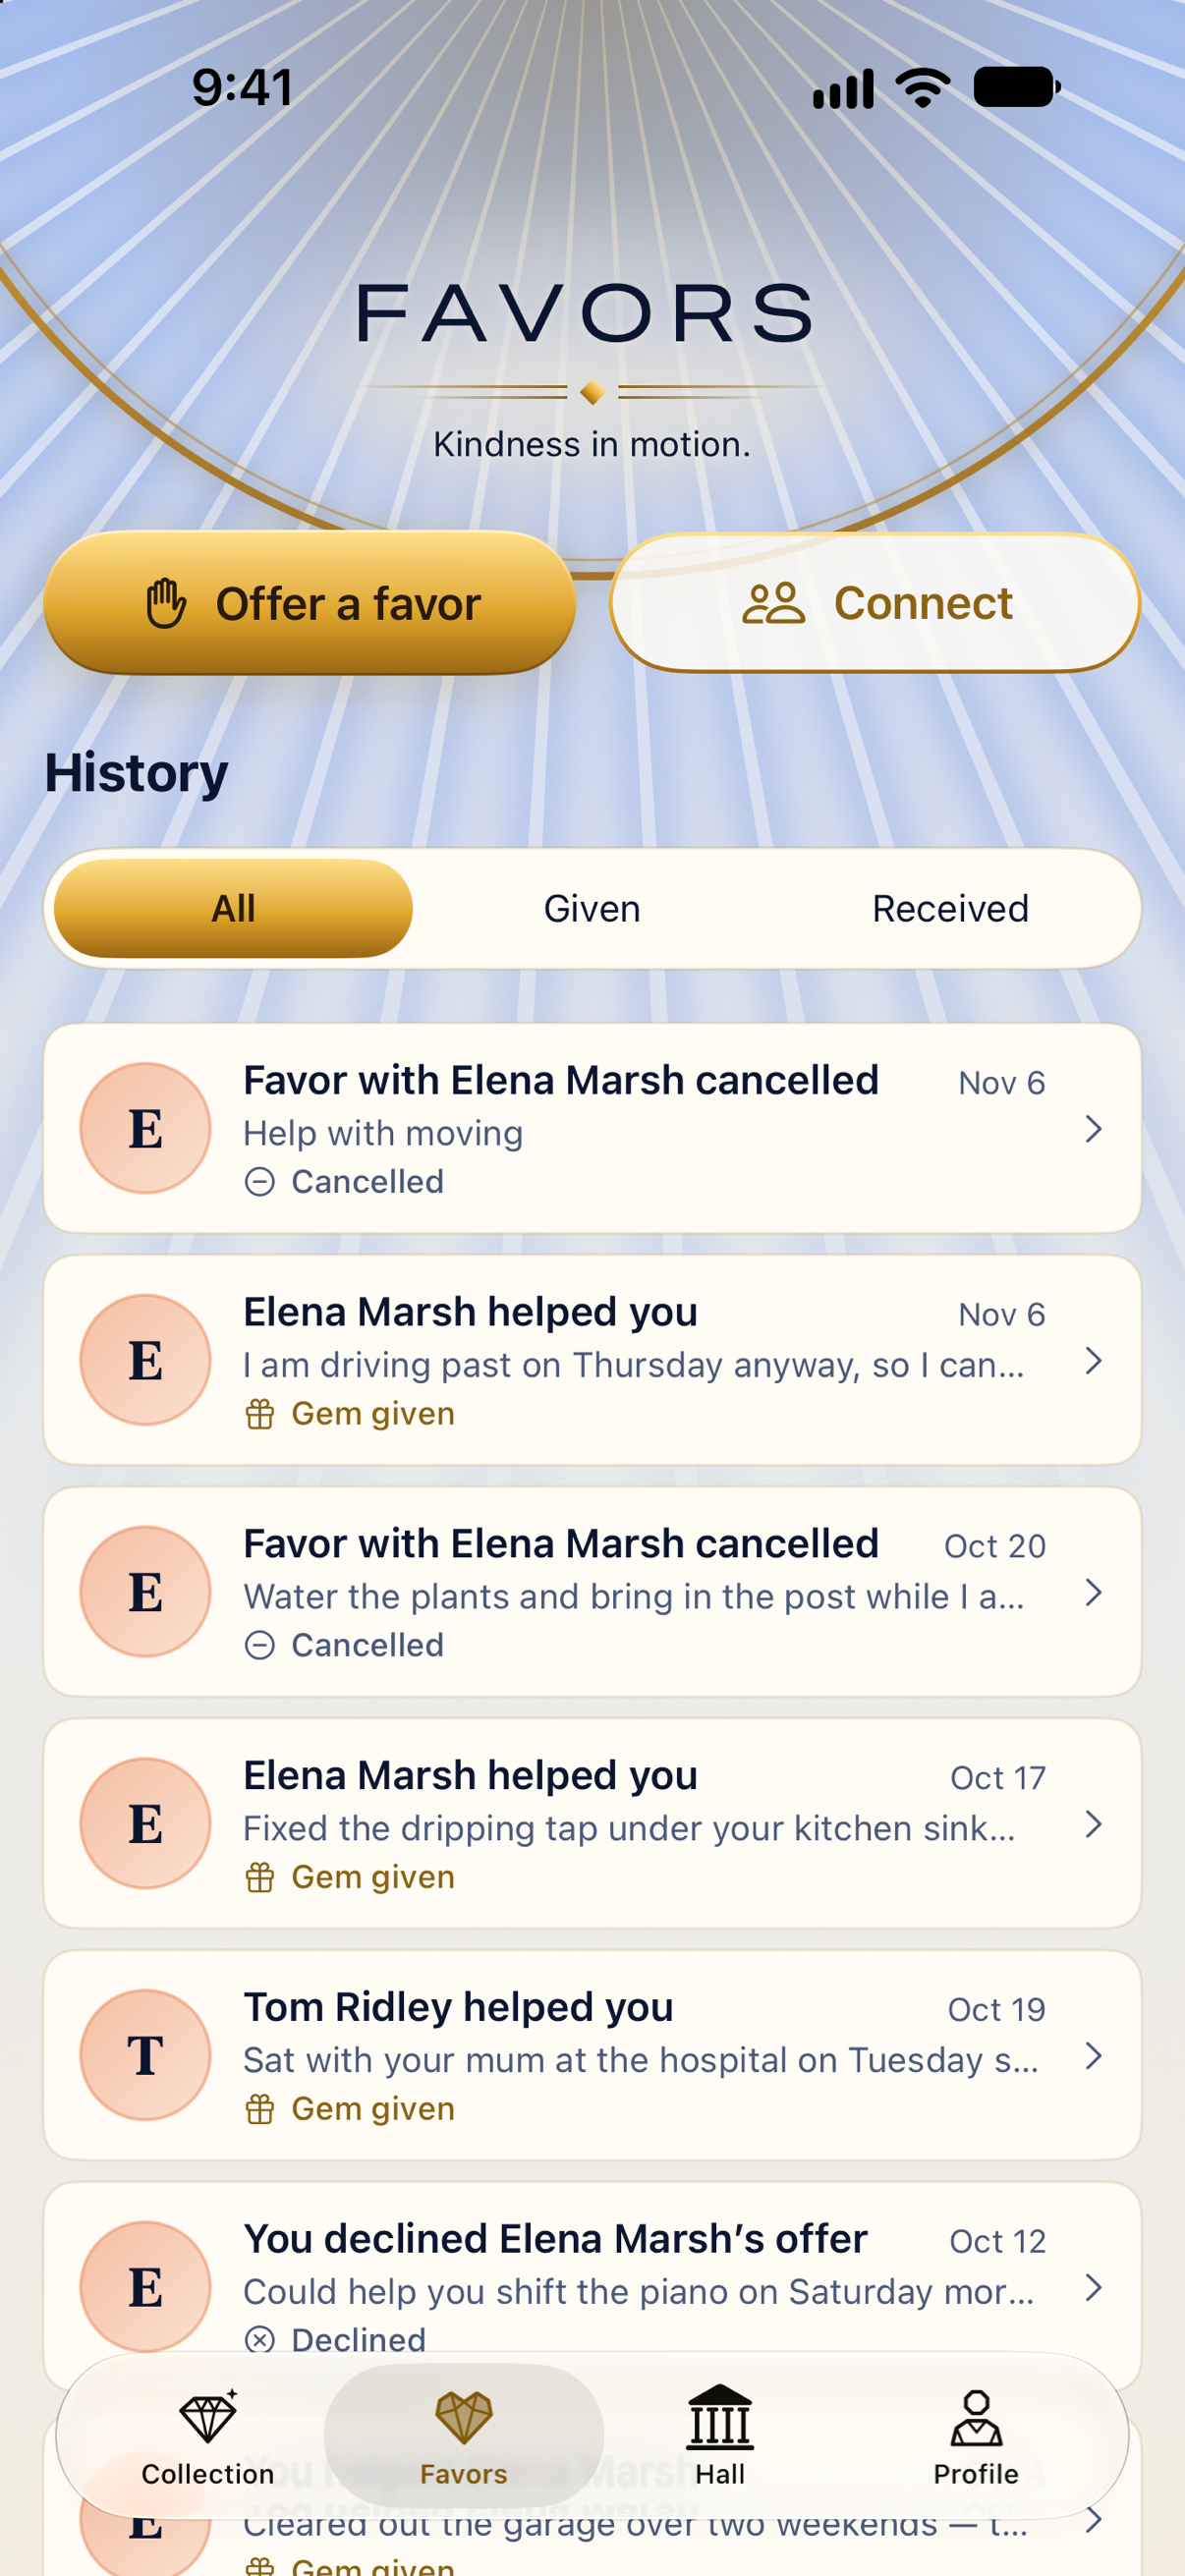 9:41
FAVORS
Kindness in motion.
Offer a favor
Connect
History
All
Given
Received
E
Favor with Elena Marsh cancelled
Nov 6
Help with moving
Cancelled
E
Elena Marsh helped you
Nov 6
I am driving past on Thursday anyway, so I can...
Gem given
E
Favor with Elena Marsh cancelled
Oct 20
Water the plants and bring in the post while I a...
Cancelled
E
Elena Marsh helped you
Oct 17
Fixed the dripping tap under your kitchen sink...
Gem given
T
Tom Ridley helped you
Oct 19
Sat with your mum at the hospital on Tuesday s...
Gem given
E
You declined Elena Marsh’s offer
Oct 12
Could help you shift the piano on Saturday mor...
Declined
E
You helped Elena Marsh
Cleared out the garage over two weekends — t...
Gem given
Collection
Favors
Hall
Profile